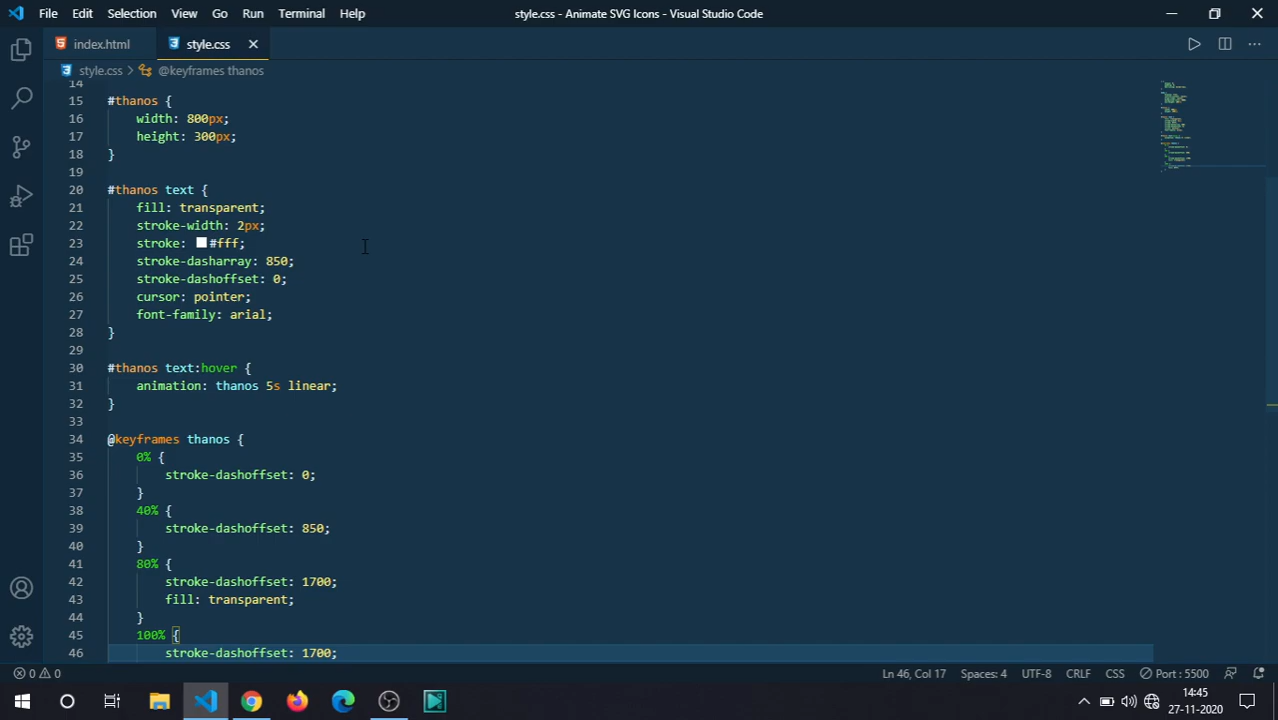 File Edit Selection View Go Run Terminal Help
style.css - Animate SVG Icons - Visual Studio Code
index.html
style.css
style.css > @keyframes thanos
14
15 #thanos {
16 width: 800px;
17 height: 300px;
18 }
19
20 #thanos text {
21 fill: transparent;
22 stroke-width: 2px;
23 stroke: #fff;
24 stroke-dasharray: 850;
25 stroke-dashoffset: 0;
26 cursor: pointer;
27 font-family: arial;
28 }
29
30 #thanos text:hover {
31 animation: thanos 5s linear;
32 }
33
34 @keyframes thanos {
35 0% {
36 stroke-dashoffset: 0;
37 }
38 40% {
39 stroke-dashoffset: 850;
40 }
41 80% {
42 stroke-dashoffset: 1700;
43 fill: transparent;
44 }
45 100% {
46 stroke-dashoffset: 1700;
0 0
Ln 46, Col 17 Spaces: 4 UTF-8 CRLF CSS Port : 5500
14:45
27-11-2020